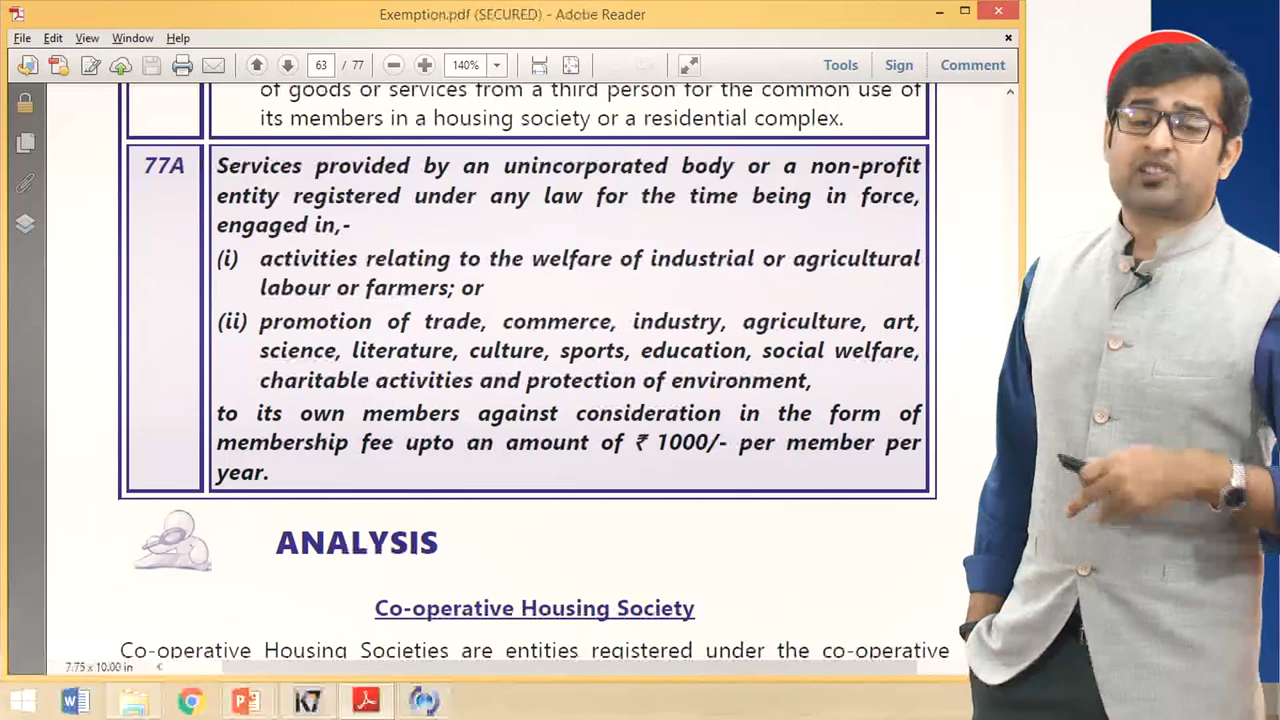 Exemption.pdf (SECURED) - Adobe Reader
File Edit View Window Help
63 / 77 140% Tools Sign Comment
of goods or services from a third person for the common use of
its members in a housing society or a residential complex.
77A Services provided by an unincorporated body or a non-profit
entity registered under any law for the time being in force,
engaged in,-
(i) activities relating to the welfare of industrial or agricultural
labour or farmers; or
(ii) promotion of trade, commerce, industry, agriculture, art,
science, literature, culture, sports, education, social welfare,
charitable activities and protection of environment,
to its own members against consideration in the form of
membership fee upto an amount of ₹ 1000/- per member per
year.
ANALYSIS
Co-operative Housing Society
Co-operative Housing Societies are entities registered under the co-operative
7.75 x 10.00 in